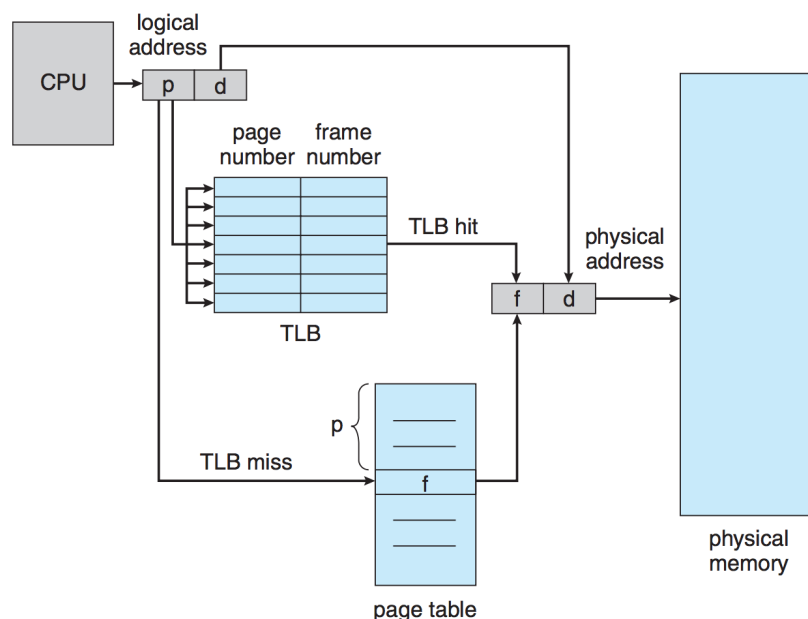 logical
address
CPU
p
d
page
number
frame
number
TLB hit
physical
address
f
d
TLB
p
TLB miss
f
page table
physical
memory